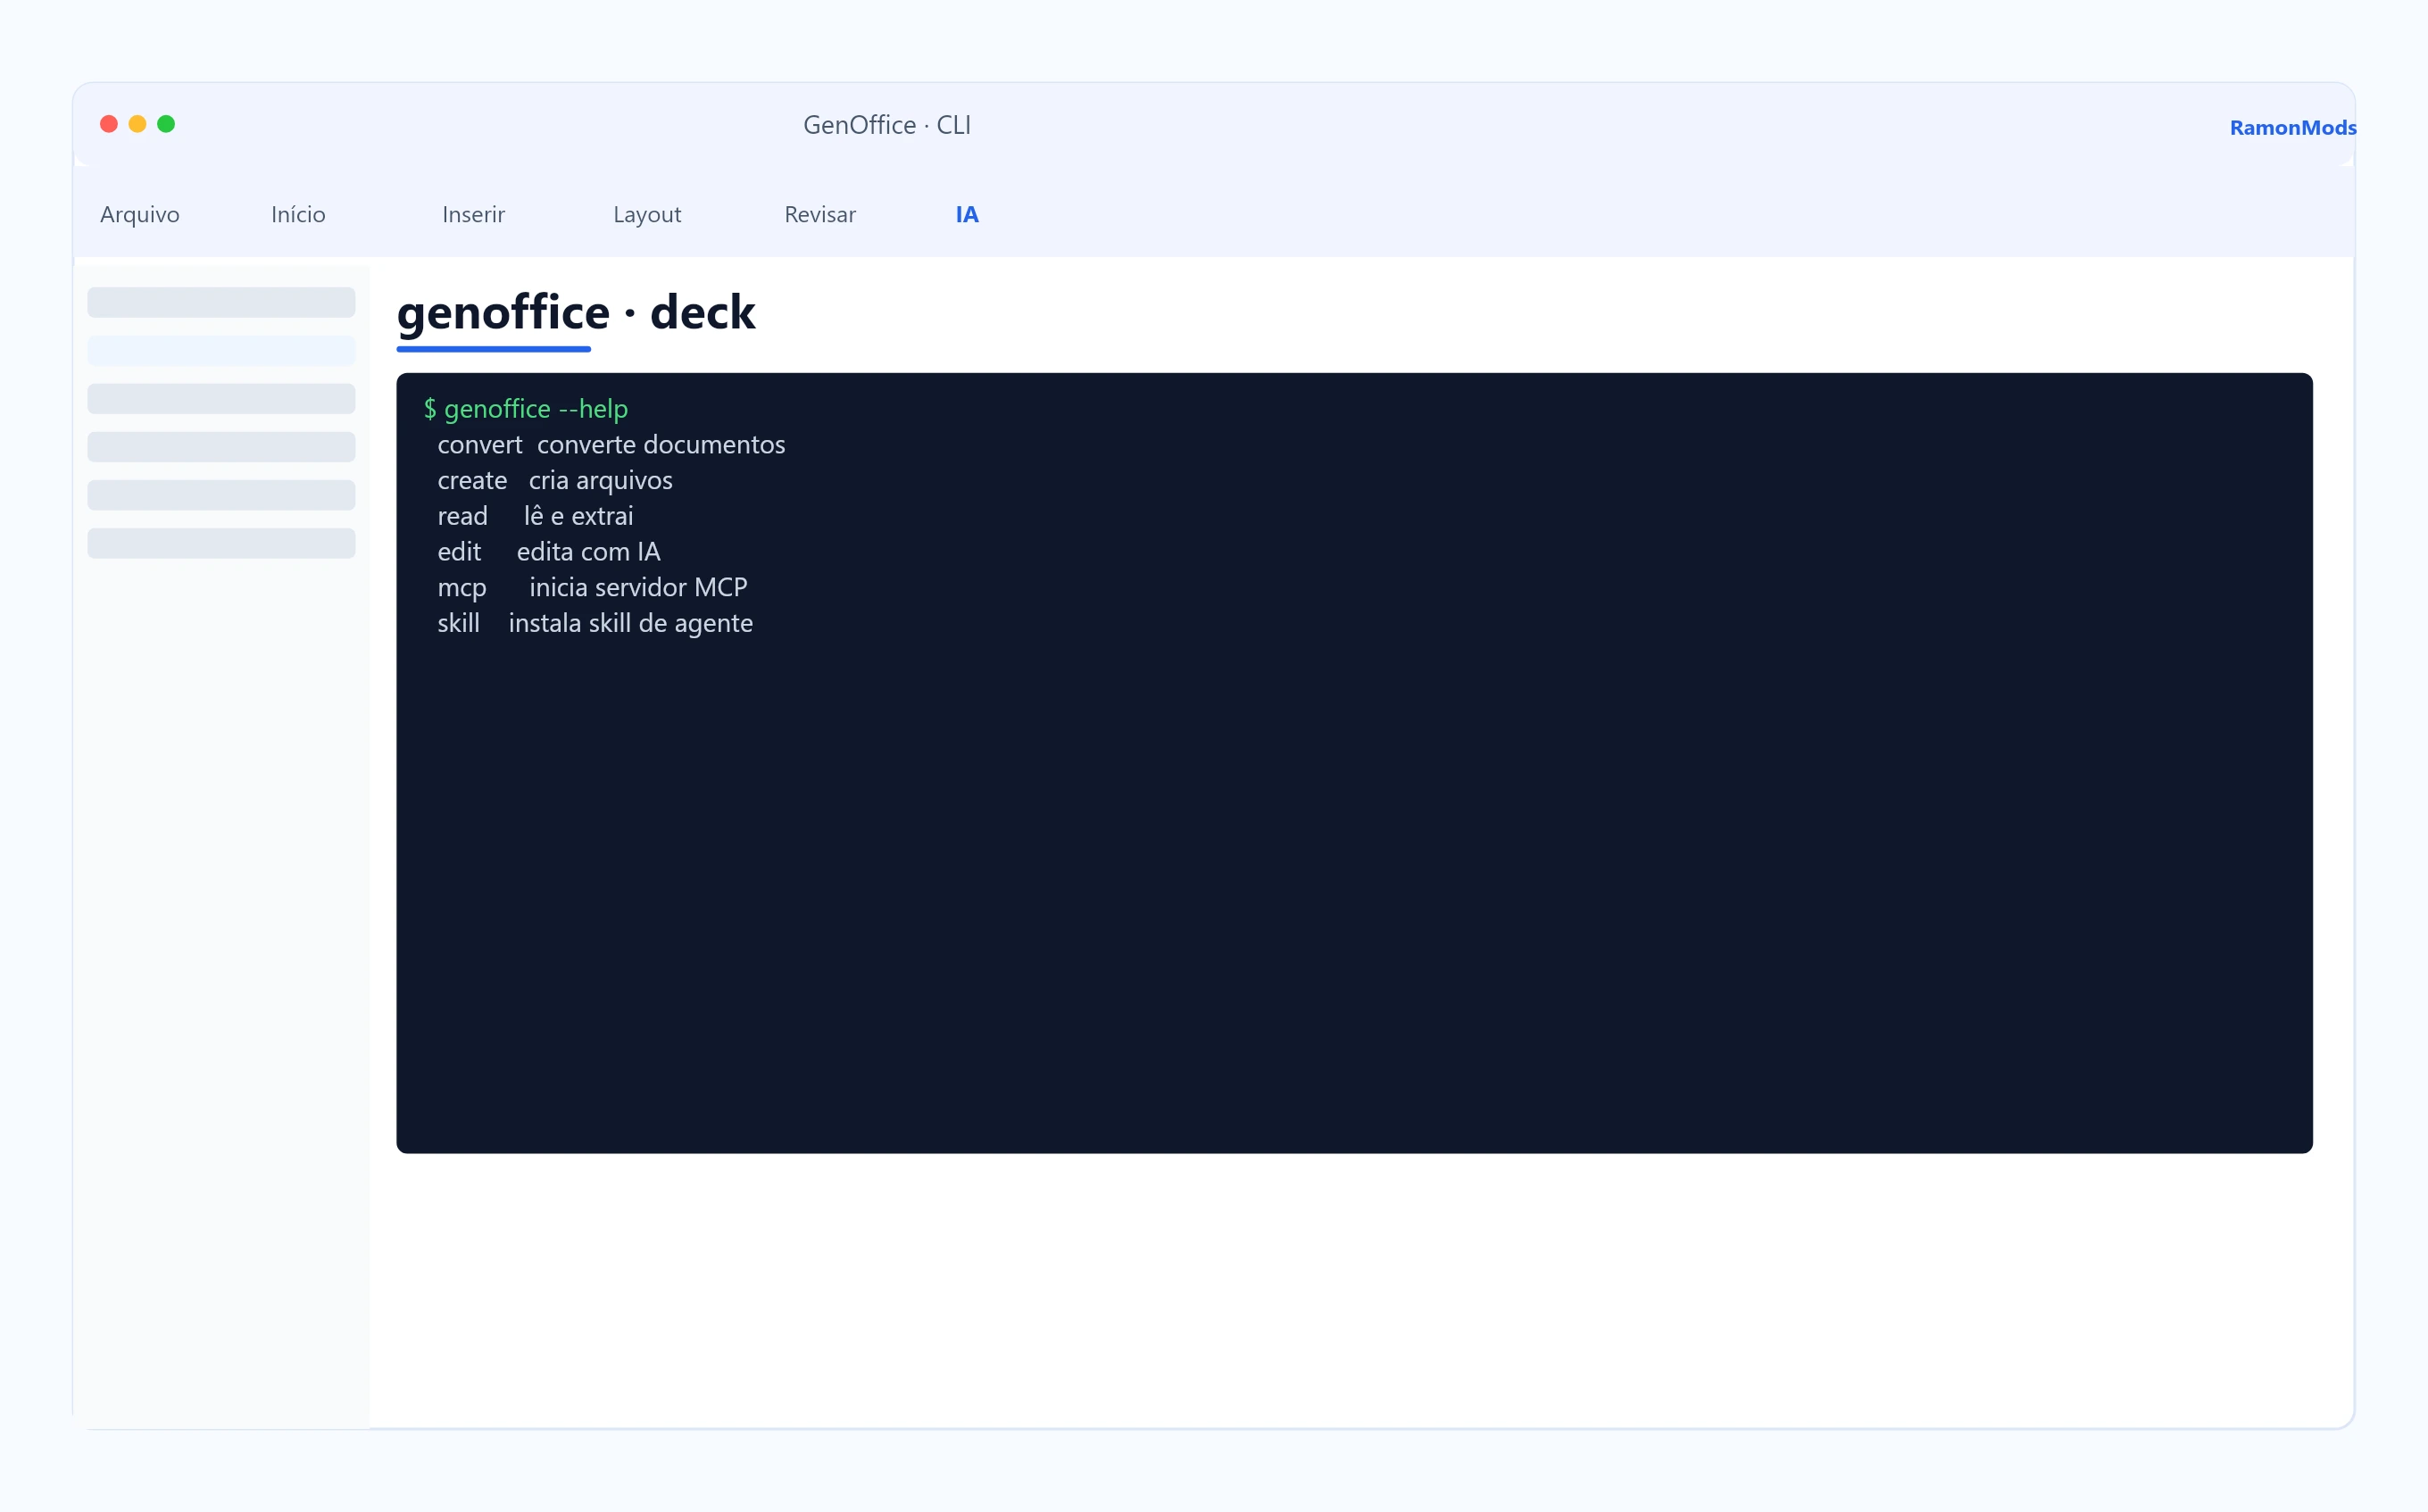 GenOffice · CLI
RamonMods
Arquivo Início Inserir Layout Revisar IA
genoffice · deck
$ genoffice --help
convert converte documentos
create cria arquivos
read lê e extrai
edit edita com IA
mcp inicia servidor MCP
skill instala skill de agente